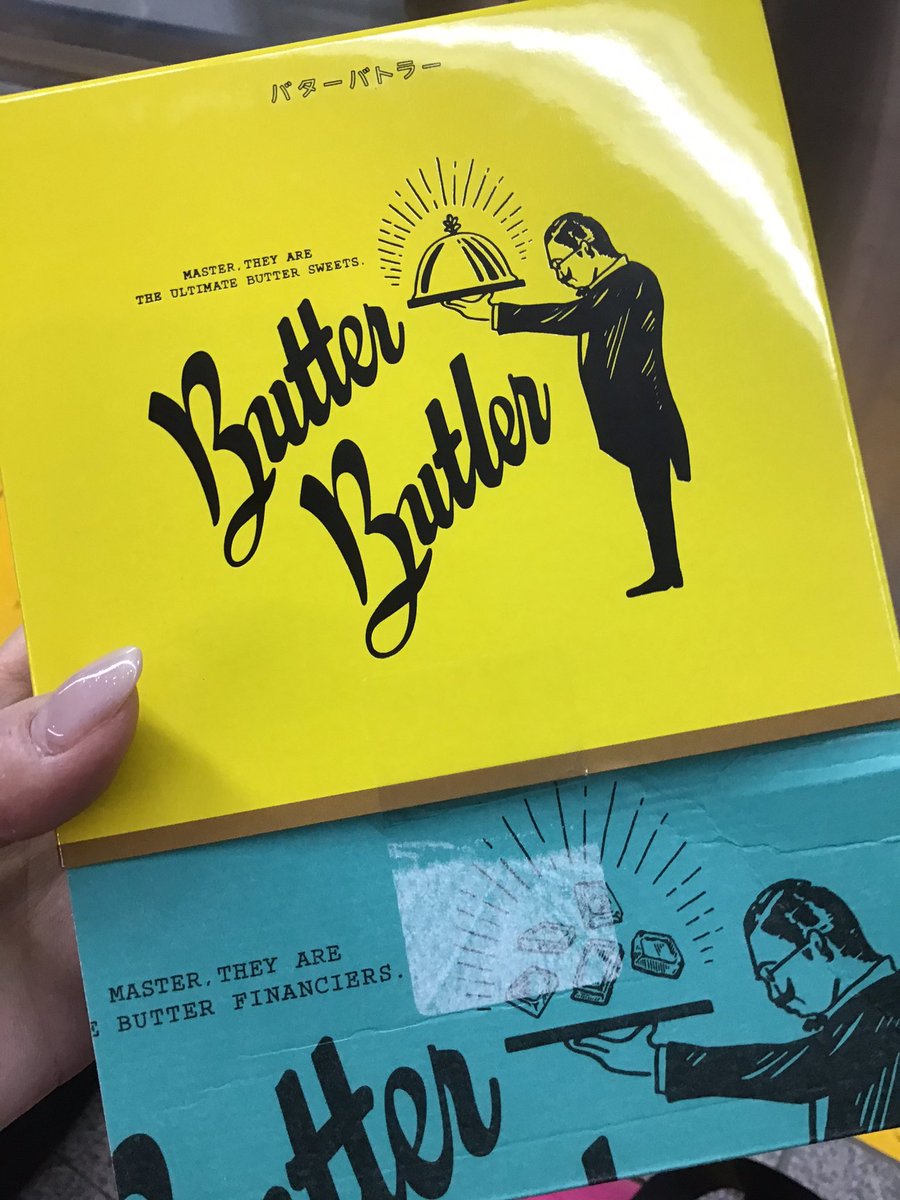 バターバトラー
MASTER, THEY ARE
THE ULTIMATE BUTTER SWEETS.
Butter
Butler
MASTER, THEY ARE
BUTTER FINANCIERS.
Butter